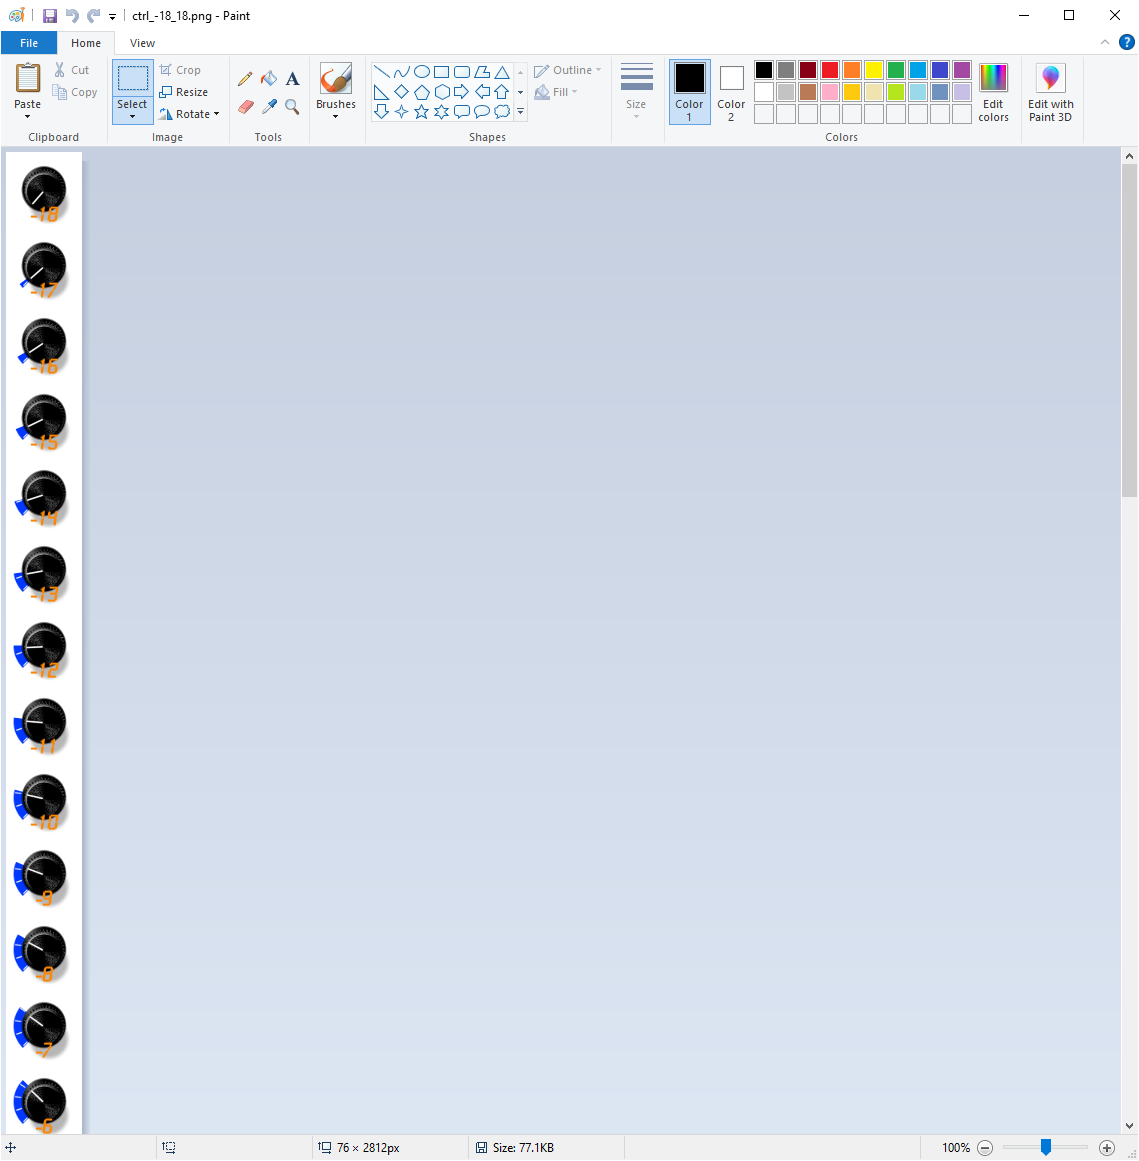 ctrl_-18_18.png - Paint
File Home View
Paste Cut Copy Clipboard
Select Crop Resize Rotate Image
A Tools
Brushes
Shapes Outline Fill
Size
Color 1 Color 2 Edit colors Colors
Edit with Paint 3D
-18
-17
-16
-15
-14
-13
-12
-11
-10
-9
-8
-7
-6
76 × 2812px Size: 77.1KB 100%